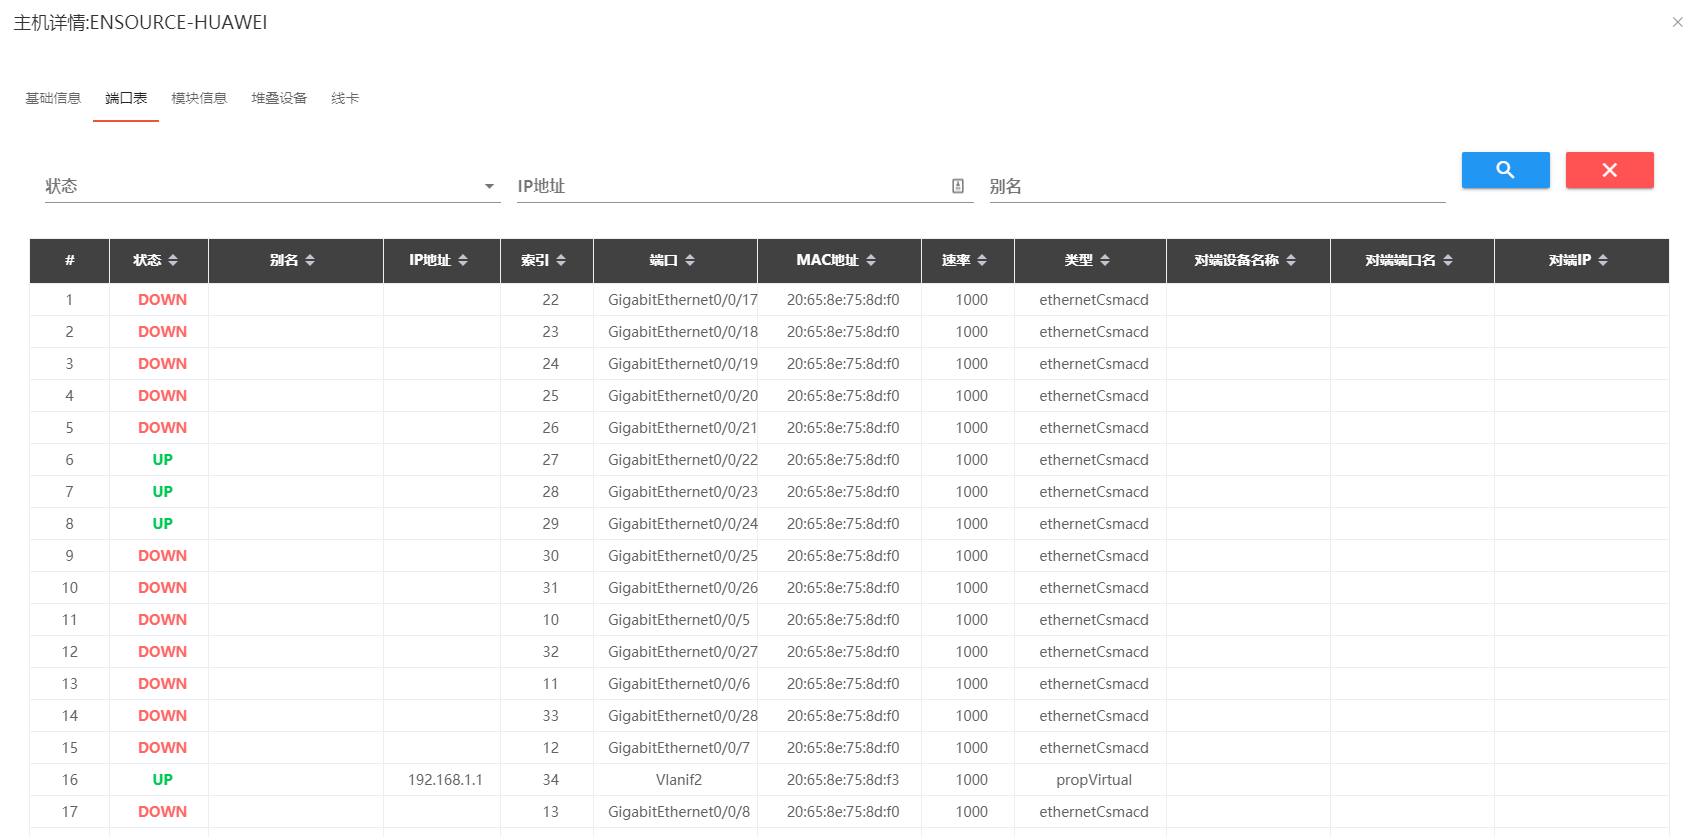 主机详情:ENSOURCE-HUAWEI
基础信息 端口表 模块信息 堆叠设备 线卡
状态 IP地址 别名
# 状态 别名 IP地址 索引 端口 MAC地址 速率 类型 对端设备名称 对端端口名 对端IP
1 DOWN 22 GigabitEthernet0/0/17 20:65:8e:75:8d:f0 1000 ethernetCsmacd
2 DOWN 23 GigabitEthernet0/0/18 20:65:8e:75:8d:f0 1000 ethernetCsmacd
3 DOWN 24 GigabitEthernet0/0/19 20:65:8e:75:8d:f0 1000 ethernetCsmacd
4 DOWN 25 GigabitEthernet0/0/20 20:65:8e:75:8d:f0 1000 ethernetCsmacd
5 DOWN 26 GigabitEthernet0/0/21 20:65:8e:75:8d:f0 1000 ethernetCsmacd
6 UP 27 GigabitEthernet0/0/22 20:65:8e:75:8d:f0 1000 ethernetCsmacd
7 UP 28 GigabitEthernet0/0/23 20:65:8e:75:8d:f0 1000 ethernetCsmacd
8 UP 29 GigabitEthernet0/0/24 20:65:8e:75:8d:f0 1000 ethernetCsmacd
9 DOWN 30 GigabitEthernet0/0/25 20:65:8e:75:8d:f0 1000 ethernetCsmacd
10 DOWN 31 GigabitEthernet0/0/26 20:65:8e:75:8d:f0 1000 ethernetCsmacd
11 DOWN 10 GigabitEthernet0/0/5 20:65:8e:75:8d:f0 1000 ethernetCsmacd
12 DOWN 32 GigabitEthernet0/0/27 20:65:8e:75:8d:f0 1000 ethernetCsmacd
13 DOWN 11 GigabitEthernet0/0/6 20:65:8e:75:8d:f0 1000 ethernetCsmacd
14 DOWN 33 GigabitEthernet0/0/28 20:65:8e:75:8d:f0 1000 ethernetCsmacd
15 DOWN 12 GigabitEthernet0/0/7 20:65:8e:75:8d:f0 1000 ethernetCsmacd
16 UP 192.168.1.1 34 Vlanif2 20:65:8e:75:8d:f3 1000 propVirtual
17 DOWN 13 GigabitEthernet0/0/8 20:65:8e:75:8d:f0 1000 ethernetCsmacd